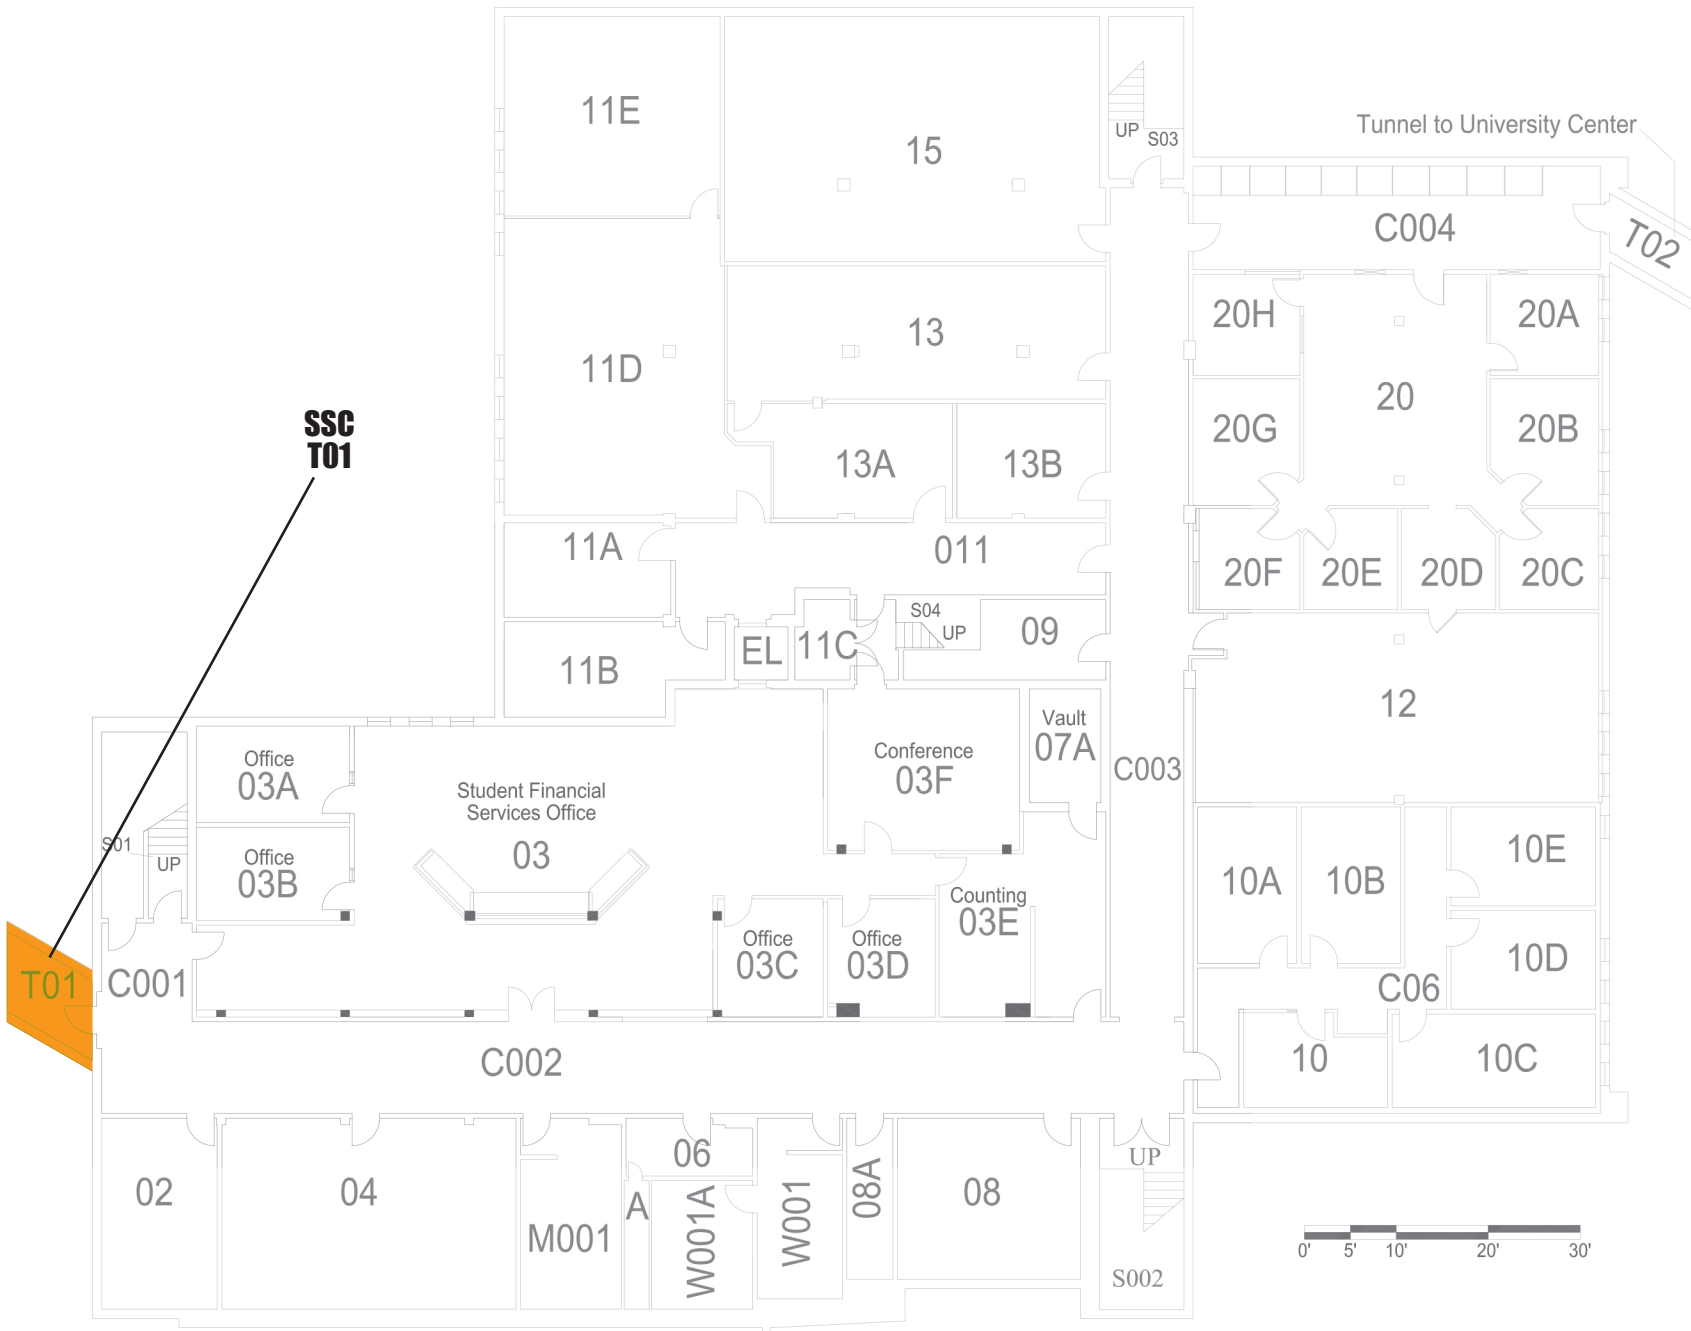 11E
15
UP
S03
Tunnel to University Center
C004
T02
20H
20A
13
11D
20
20G
20B
SSC
T01
13A
13B
11A
011
20F
20E
20D
20C
S04
UP
09
EL
11C
11B
12
Vault
07A
Conference
03F
C003
Office
03A
Student Financial
Services Office
03
S01
UP
Office
03B
10A
10B
10E
Counting
03E
Office
03C
Office
03D
10D
T01
C001
C06
C002
10
10C
02
04
M001
06
A
W001A
W001
08A
08
UP
S002
0'
5'
10'
20'
30'